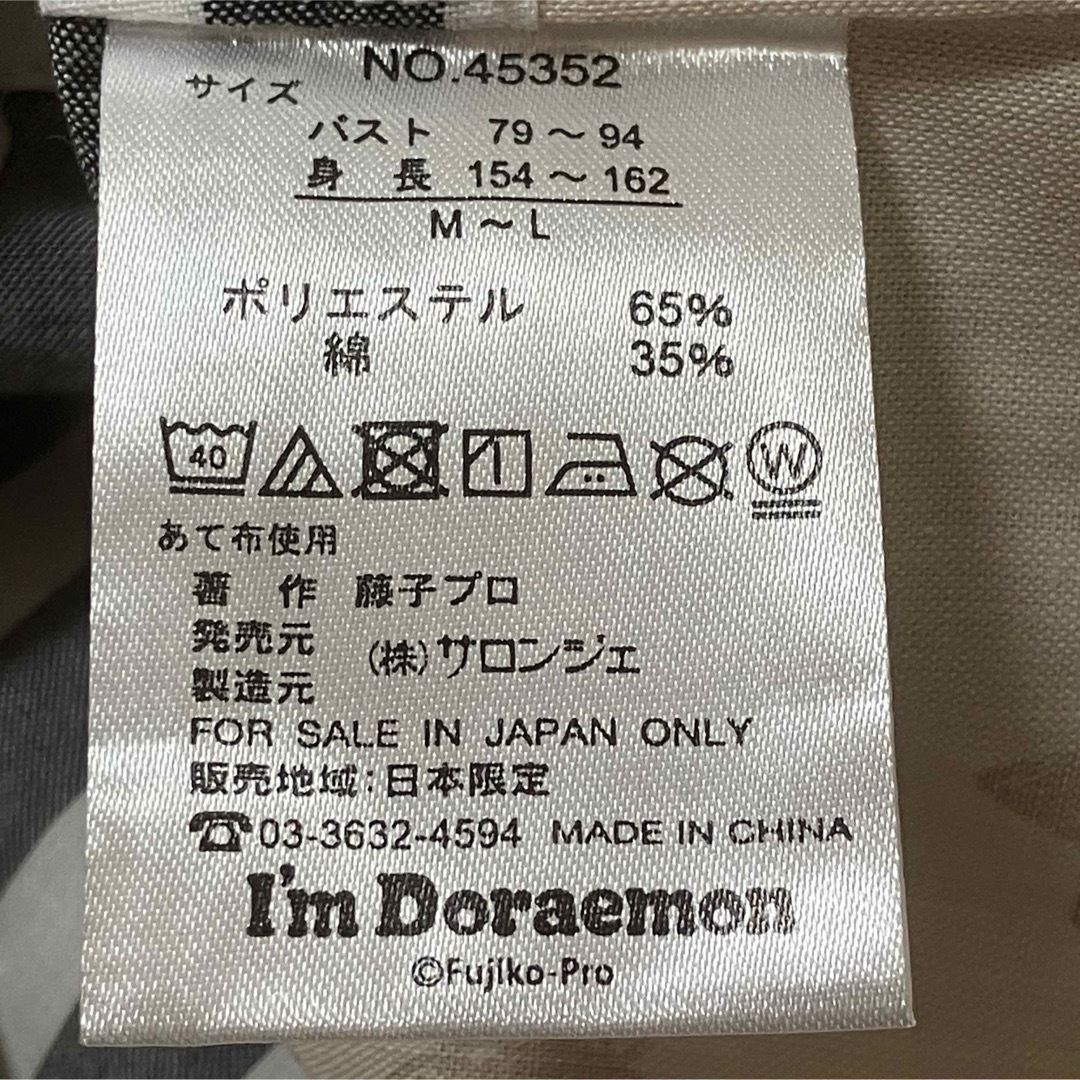 NO.45352
サイズ
バスト 79～94
身 長 154～162
M～L
ポリエステル 65%
綿 35%
40
W
あて布使用
著 作 藤子プロ
発売元
製造元 (株)サロンジェ
FOR SALE IN JAPAN ONLY
販売地域:日本限定
☎03-3632-4594 MADE IN CHINA
I'm Doraemon
©Fujiko-Pro